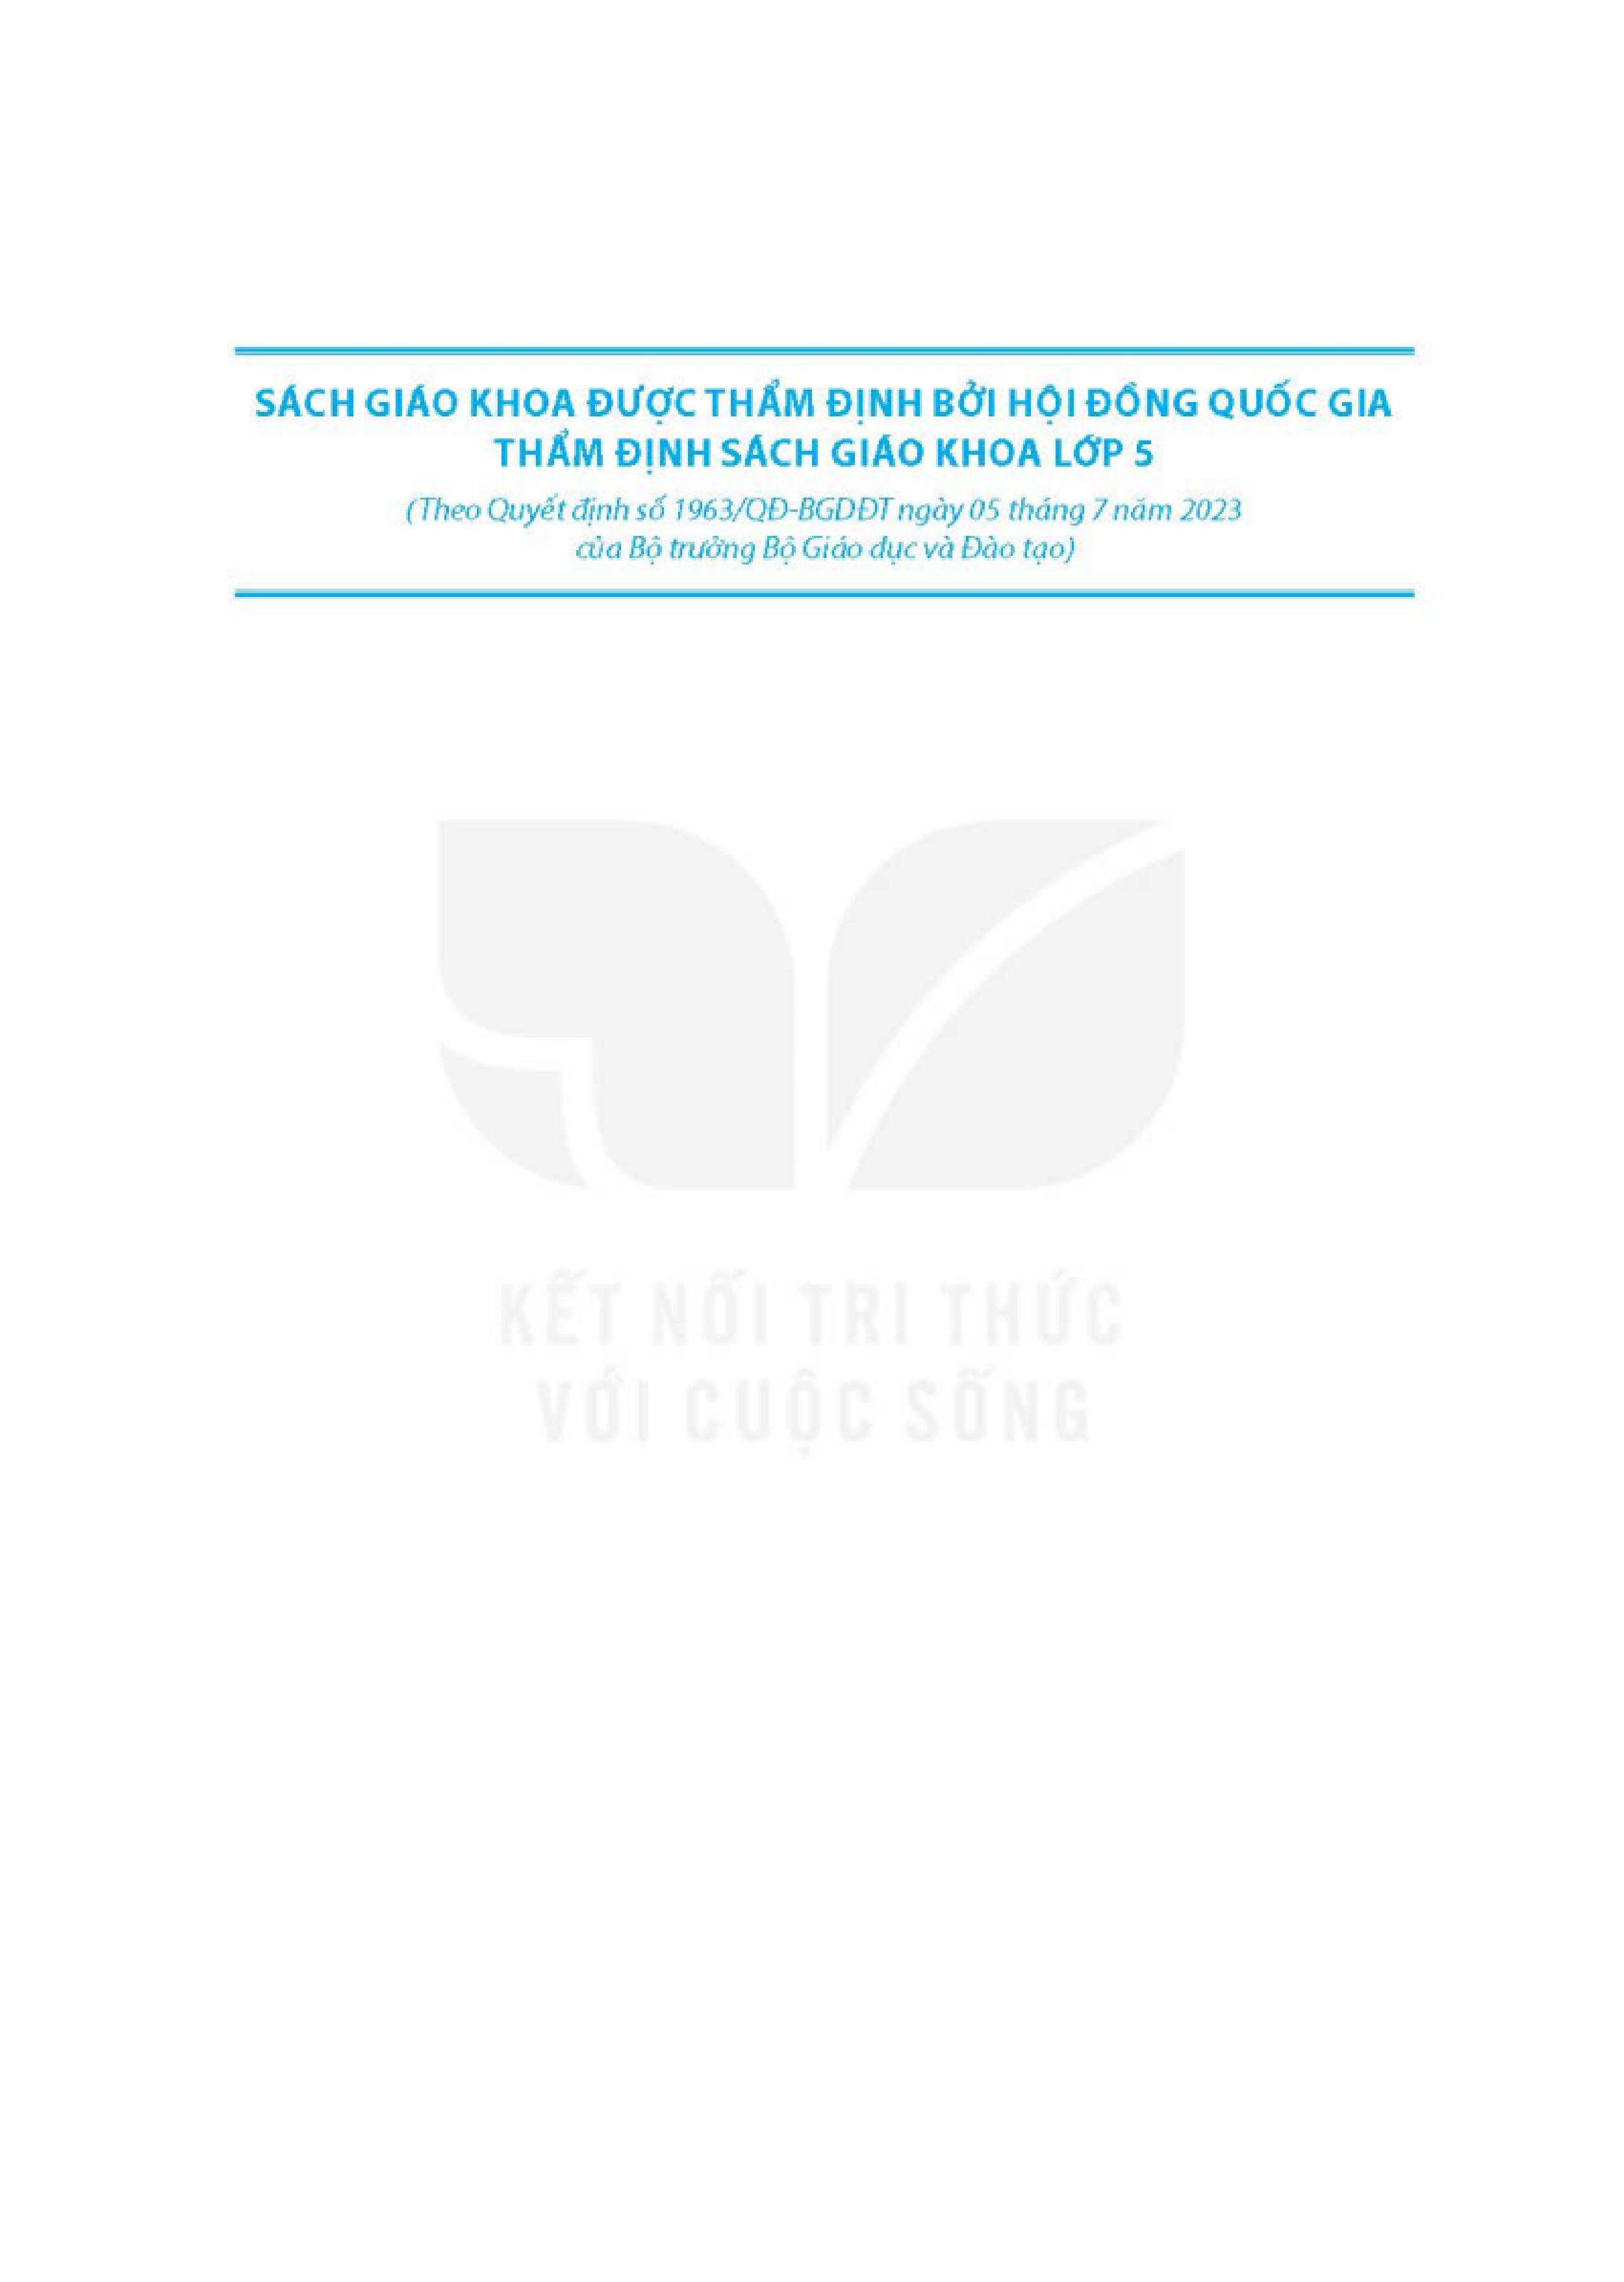 SÁCH GIÁO KHOA ĐƯỢC THẨM ĐỊNH BỞI HỘI ĐỒNG QUỐC GIA
THẨM ĐỊNH SÁCH GIÁO KHOA LỚP 5
(Theo Quyết định số 1963/QĐ-BGDĐT ngày 05 tháng 7 năm 2023
của Bộ trưởng Bộ Giáo dục và Đào tạo)
KẾT NỐI TRI THỨC
VỚI CUỘC SỐNG